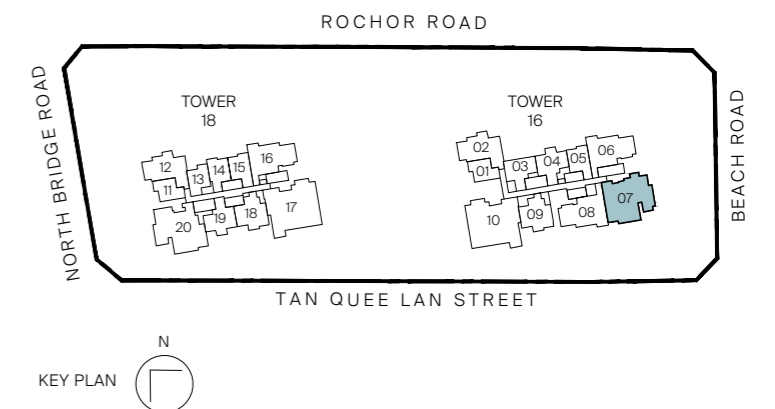 ROCHOR ROAD
NORTH BRIDGE ROAD
BEACH ROAD
TOWER
18
12
11
13
14
15
16
20
19
18
17
TOWER
16
02
01
03
04
05
06
10
09
08
07
TAN QUEE LAN STREET
N
KEY PLAN